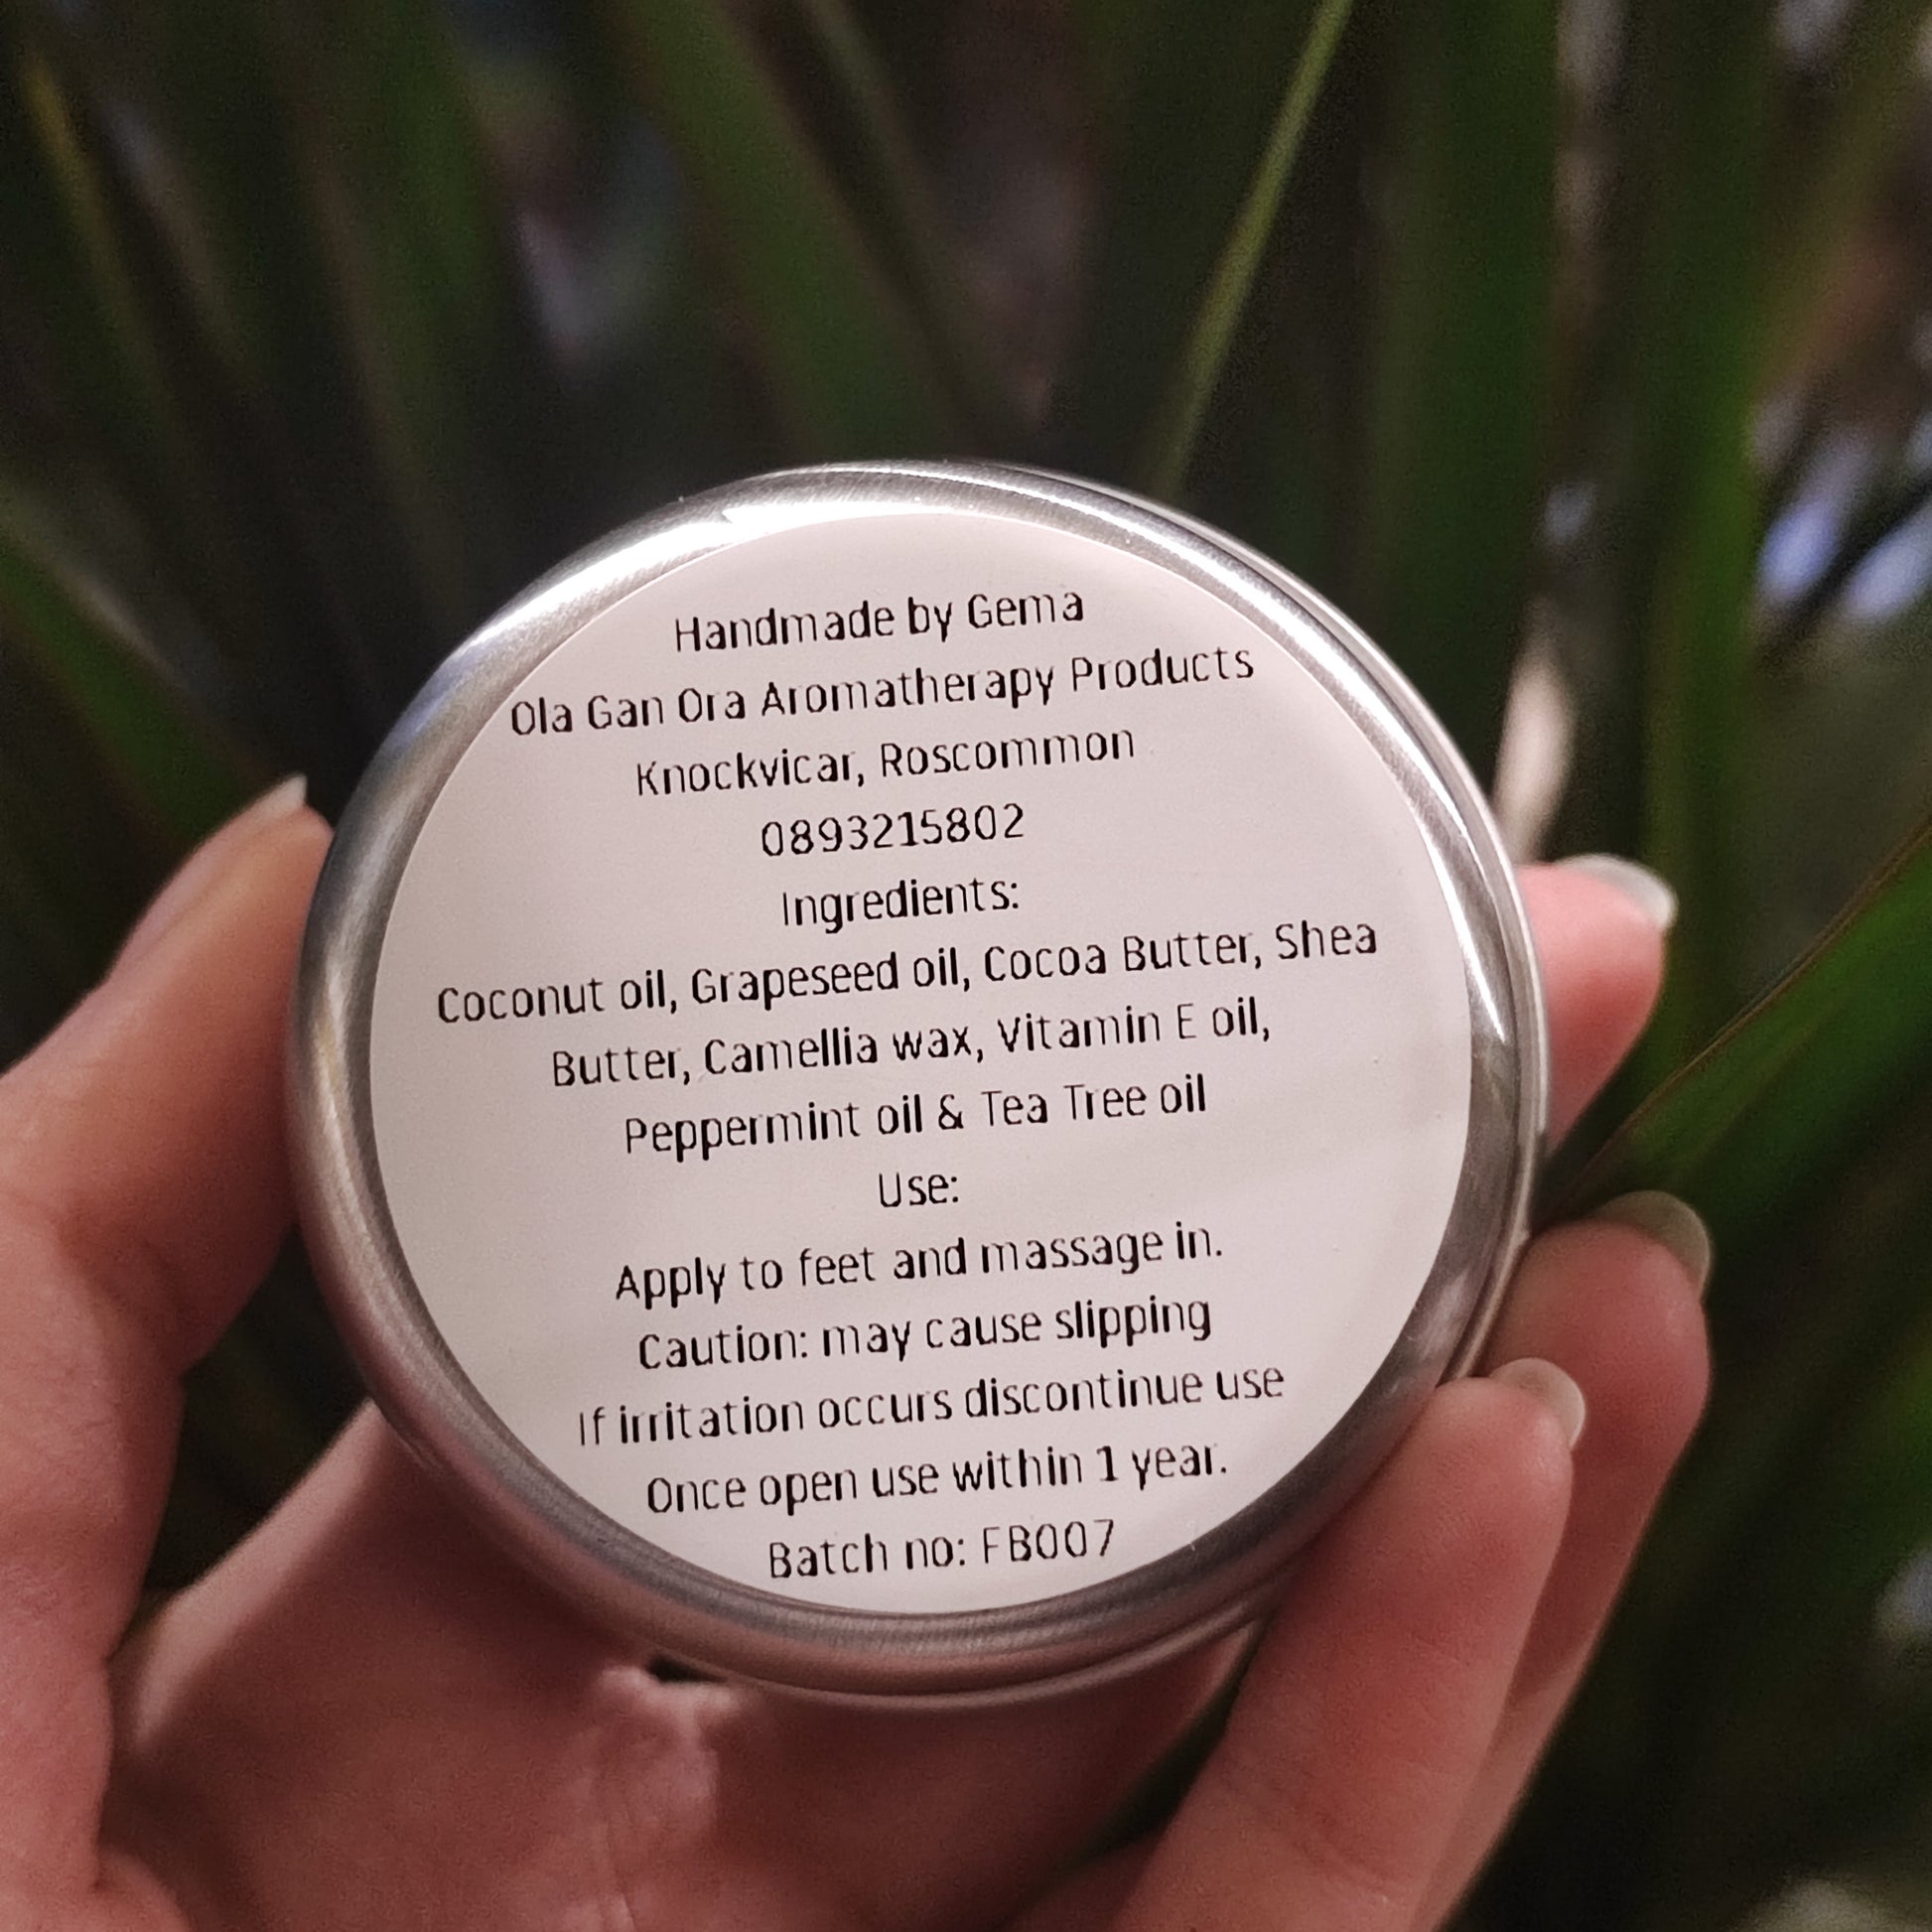 Handmade by Gema
Ola Gan Ora Aromatherapy Products
Knockvicar, Roscommon
0893215802
Ingredients:
Coconut oil, Grapeseed oil, Cocoa Butter, Shea
Butter, Camellia wax, Vitamin E oil,
Peppermint oil & Tea Tree oil
Use:
Apply to feet and massage in.
Caution: may cause slipping
If irritation occurs discontinue use
Once open use within 1 year.
Batch no: FB007